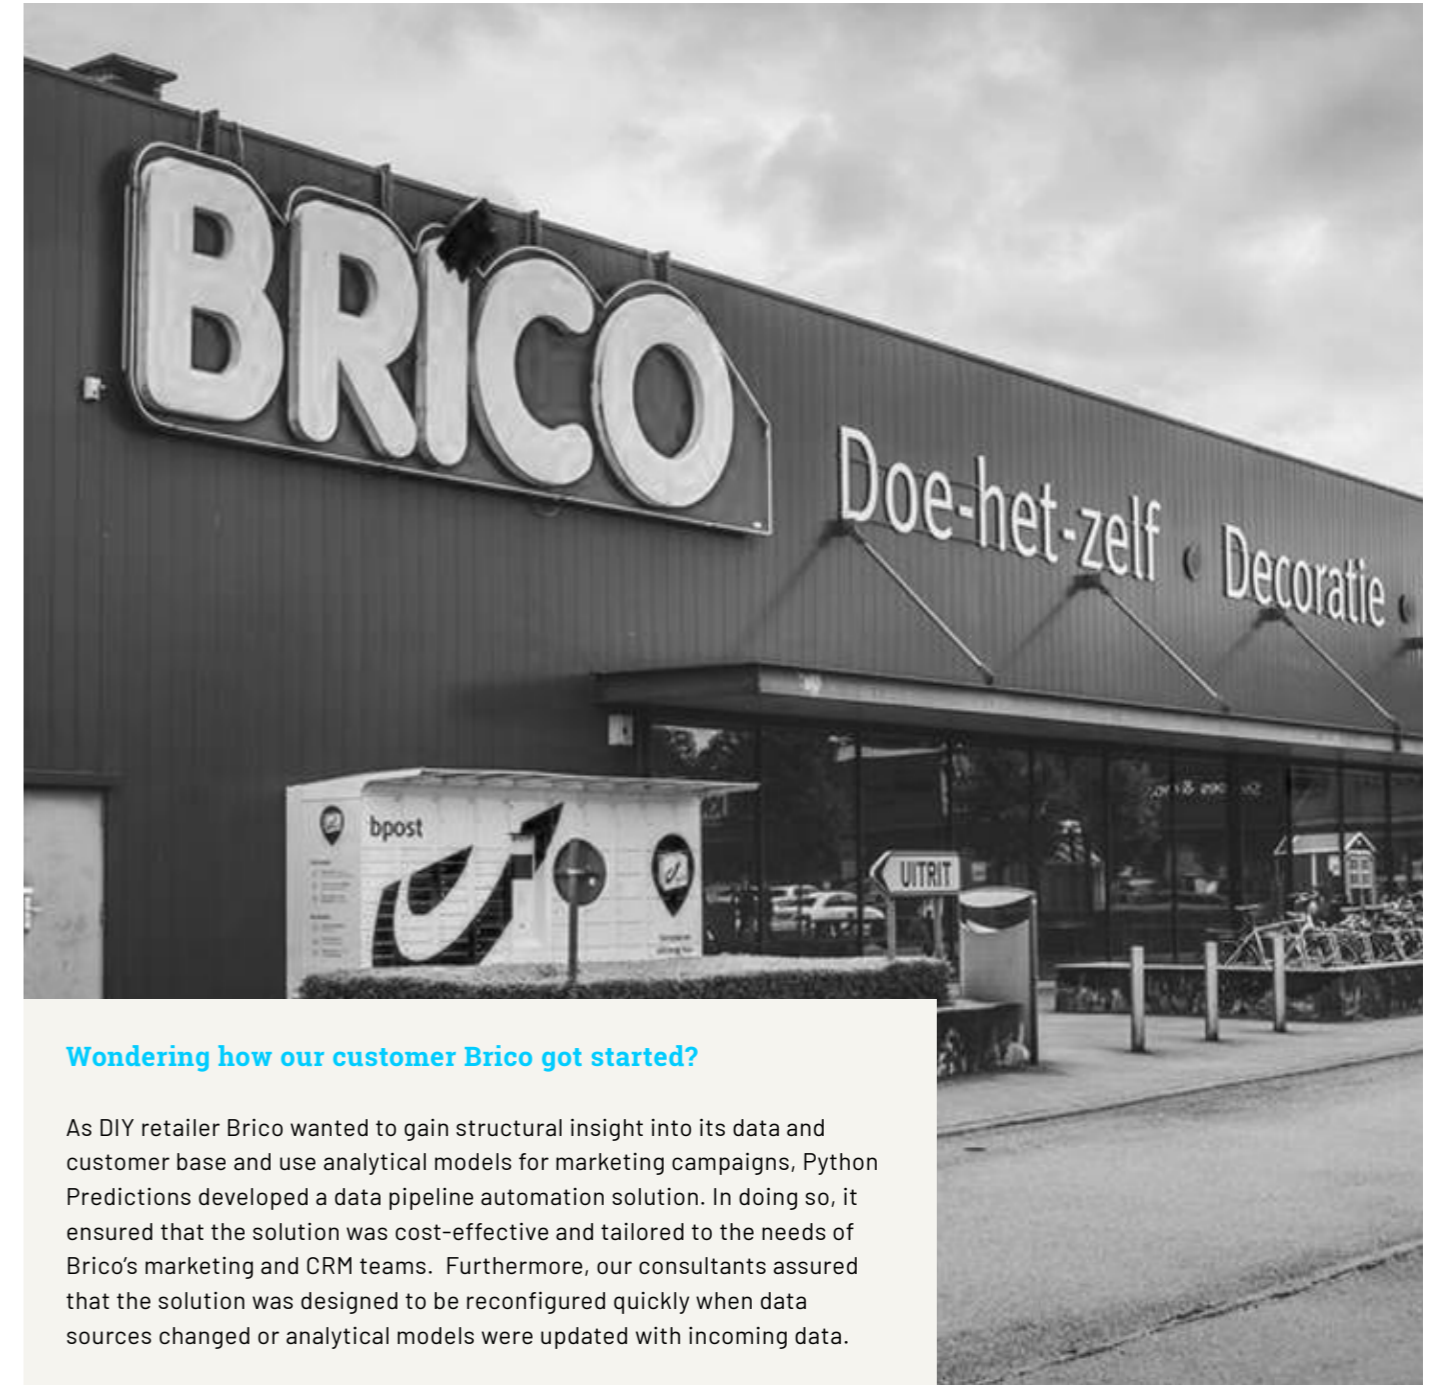 BRICO
Doe-het-zelf
Decoratie
bpost
UITRIT
Wondering how our customer Brico got started?
As DIY retailer Brico wanted to gain structural insight into its data and
customer base and use analytical models for marketing campaigns, Python
Predictions developed a data pipeline automation solution. In doing so, it
ensured that the solution was cost-effective and tailored to the needs of
Brico’s marketing and CRM teams.  Furthermore, our consultants assured
that the solution was designed to be reconfigured quickly when data
sources changed or analytical models were updated with incoming data.